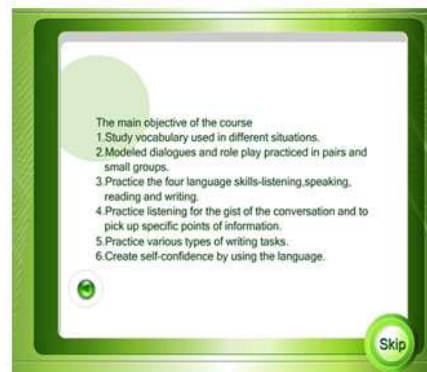 The main objective of the course
1.Study vocabulary used in different situations.
2.Modeled dialogues and role play practiced in pairs and
small groups.
3.Practice the four language skills-listening,speaking,
reading and writing.
4.Practice listening for the gist of the conversation and to
pick up specific points of information.
5.Practice various types of writing tasks.
6.Create self-confidence by using the language.
Skip